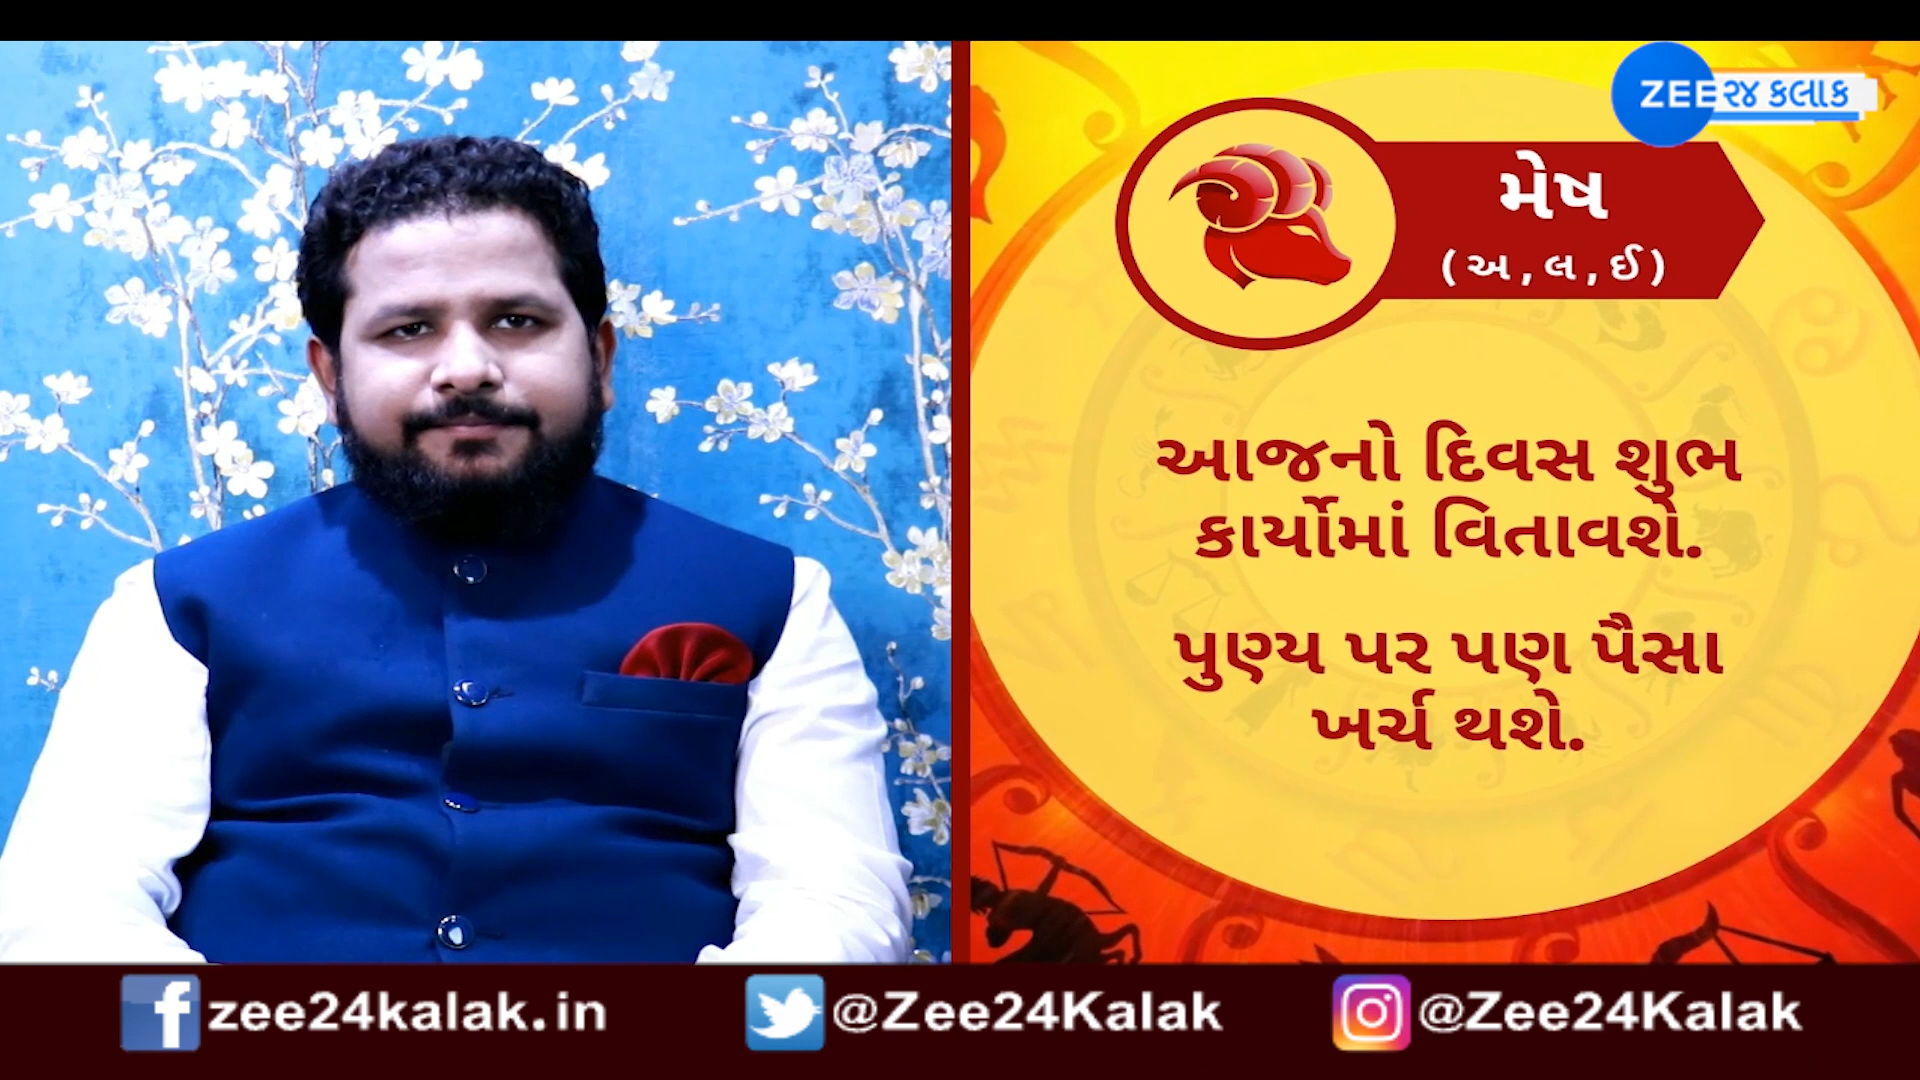 ZEE ૨૪ કલાક
મેષ
( અ , લ , ઈ )
આજનો દિવસ શુભ
કાર્યોમાં વિતાવશે.
પુણ્ય પર પણ પૈસા
ખર્ચ થશે.
zee24kalak.in
@Zee24Kalak
@Zee24Kalak